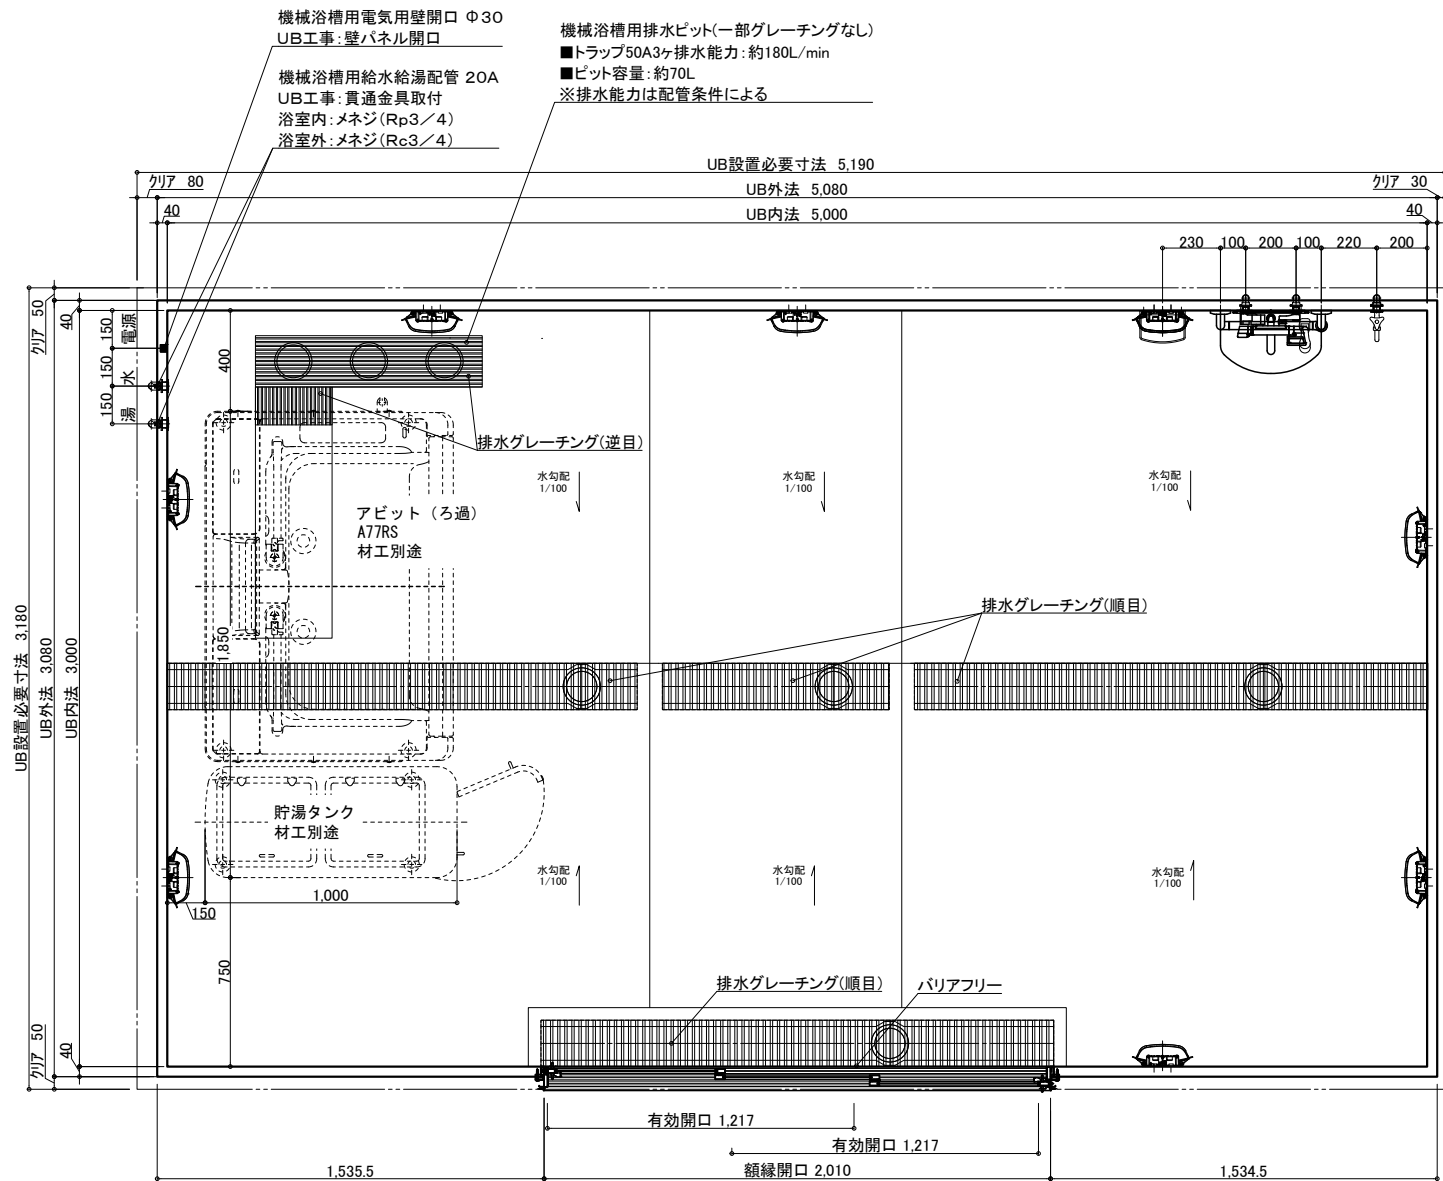 機械浴槽用電気用壁開口 Φ30
UB工事：壁パネル開口
機械浴槽用給水給湯配管 20A
UB工事：貫通金具取付
浴室内：メネジ（Rp3／4）
浴室外：メネジ（Rc3／4）
機械浴槽用排水ピット(一部グレーチングなし)
■トラップ50A3ヶ排水能力：約180L/min
■ピット容量：約70L
※排水能力は配管条件による
UB設置必要寸法 5,190
クリア 80
UB外法 5,080
クリア 30
40
UB内法 5,000
40
230
100
200
100
220
200
クリア 50
40
150
電源
150
水
150
湯
400
排水グレーチング(逆目)
水勾配
1/100
水勾配
1/100
水勾配
1/100
アビット（ろ過）
A77RS
材工別途
排水グレーチング(順目)
UB設置必要寸法 3,180
UB外法 3,080
UB内法 3,000
1,850
貯湯タンク
材工別途
水勾配
1/100
水勾配
1/100
水勾配
1/100
1,000
150
750
排水グレーチング(順目)
バリアフリー
クリア 50
40
有効開口 1,217
有効開口 1,217
1,535.5
額縁開口 2,010
1,534.5